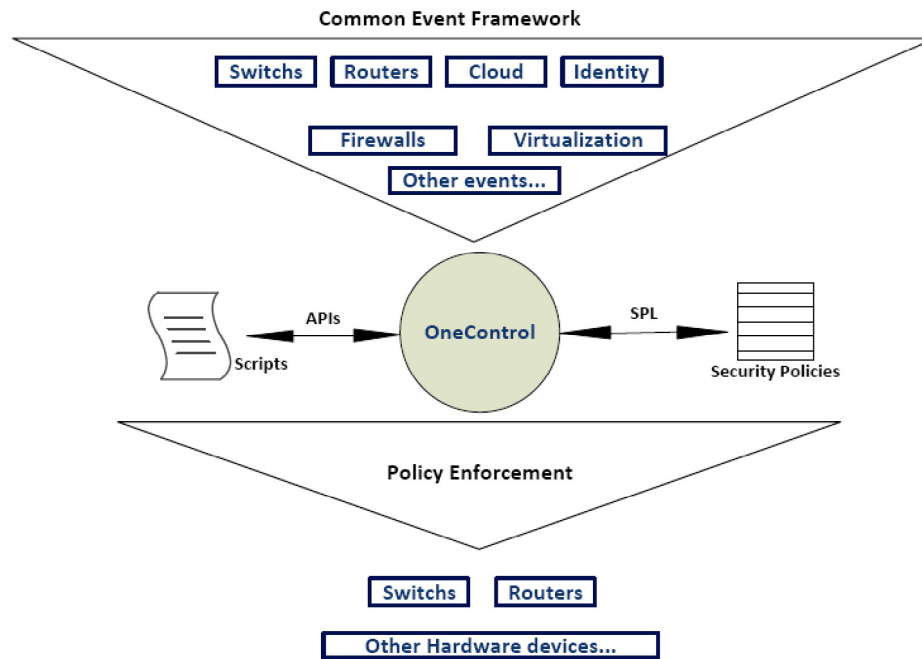 Common Event Framework
Switchs Routers Cloud Identity
Firewalls Virtualization
Other events...
APIs OneControl SPL
Scripts Security Policies
Policy Enforcement
Switchs Routers
Other Hardware devices...